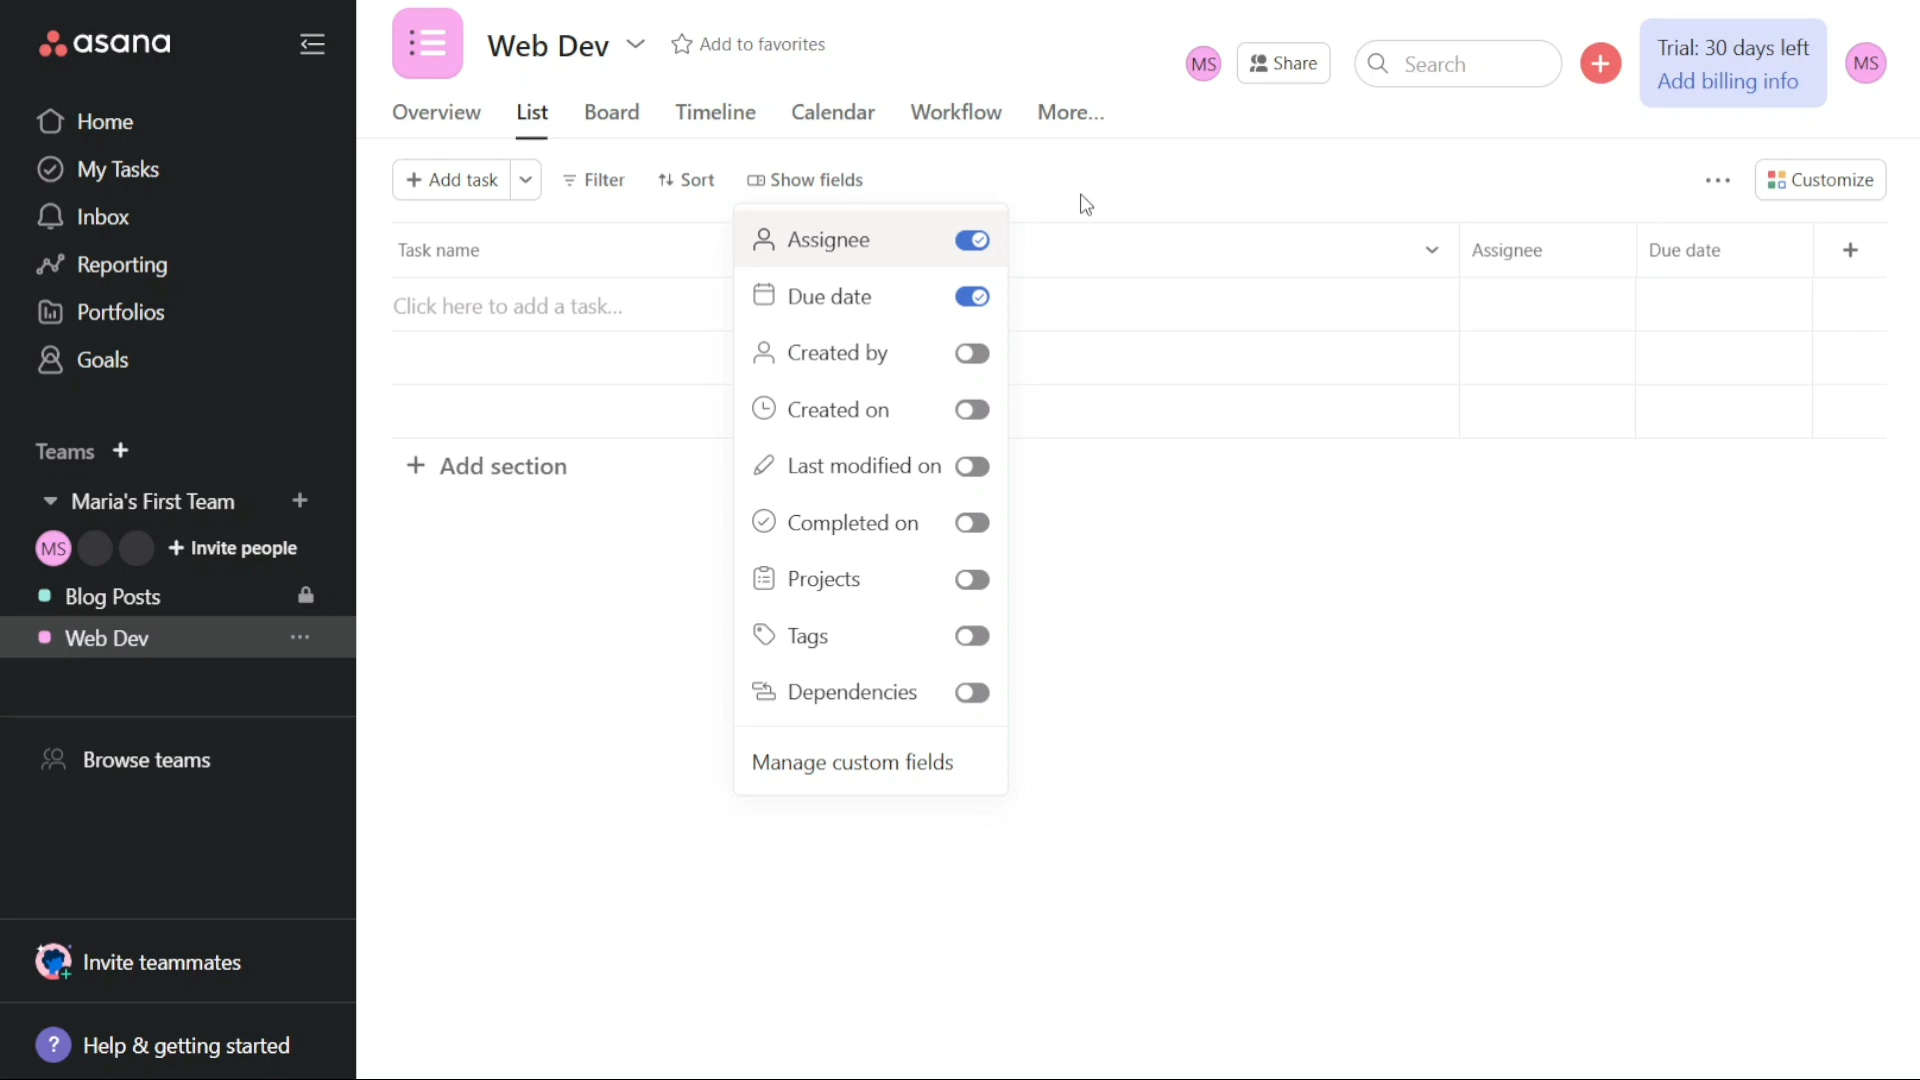 asana
Home
My Tasks
Inbox
Reporting
Portfolios
Goals
Teams +
Maria's First Team +
MS + Invite people
Blog Posts
Web Dev ...
Browse teams
Invite teammates
? Help & getting started
Web Dev
Add to favorites
MS
Share
Search
+
Trial: 30 days left
Add billing info
MS
Overview List Board Timeline Calendar Workflow More...
+ Add task
Filter
Sort
Show fields
...
Customize
Task name
Assignee
Due date
+
Click here to add a task...
+ Add section
Assignee
Due date
Created by
Created on
Last modified on
Completed on
Projects
Tags
Dependencies
Manage custom fields